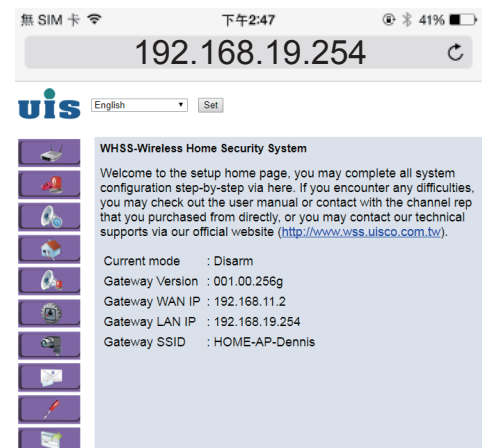 無 SIM 卡 下午2:47 41%
192.168.19.254
uis English Set
WHSS-Wireless Home Security System
Welcome to the setup home page, you may complete all system
configuration step-by-step via here. If you encounter any difficulties,
you may check out the user manual or contact with the channel rep
that you purchased from directly, or you may contact our technical
supports via our official website (http://www.wss.uisco.com.tw).
Current mode : Disarm
Gateway Version : 001.00.256g
Gateway WAN IP : 192.168.11.2
Gateway LAN IP : 192.168.19.254
Gateway SSID : HOME-AP-Dennis